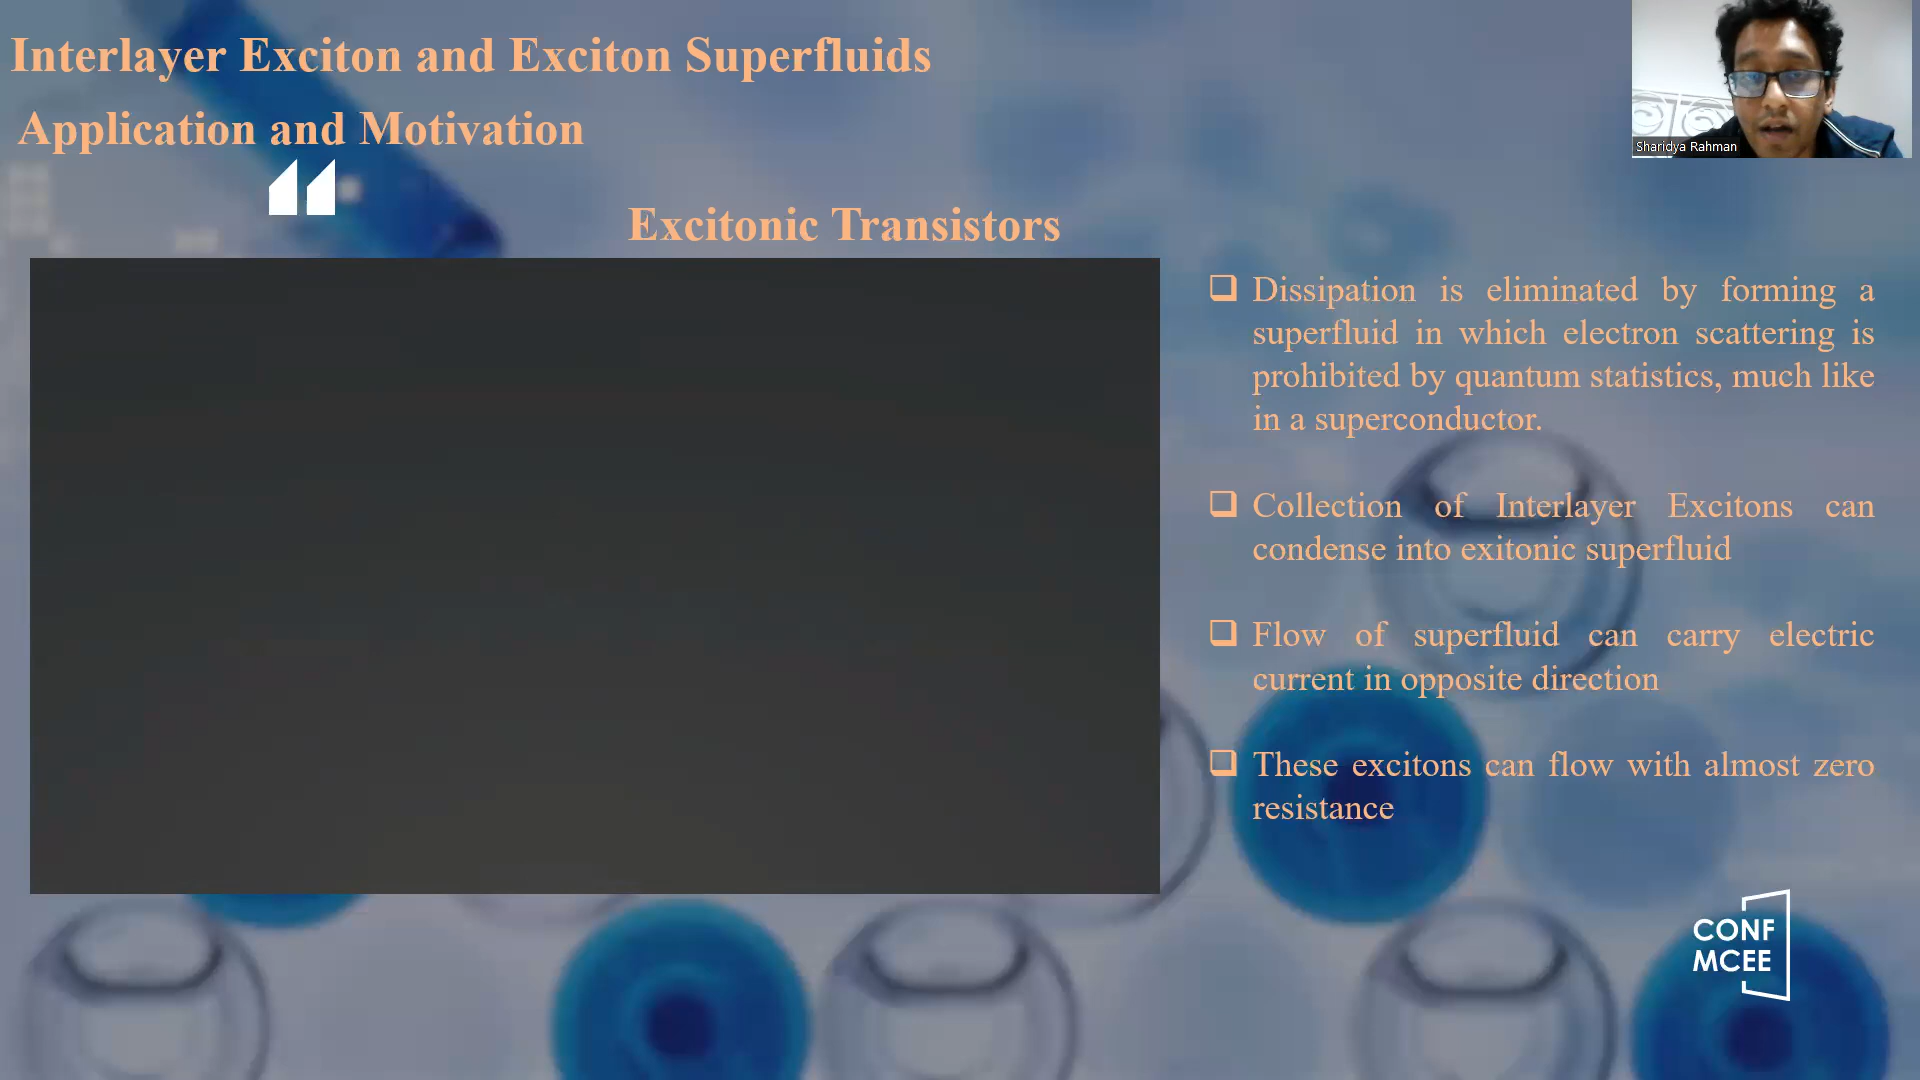 Interlayer Exciton and Exciton Superfluids
Application and Motivation
Sharidya Rahman
Excitonic Transistors
❑ Dissipation is eliminated by forming a
superfluid in which electron scattering is
prohibited by quantum statistics, much like
in a superconductor.
❑ Collection of Interlayer Excitons can
condense into exitonic superfluid
❑ Flow of superfluid can carry electric
current in opposite direction
❑ These excitons can flow with almost zero
resistance
CONF
MCEE